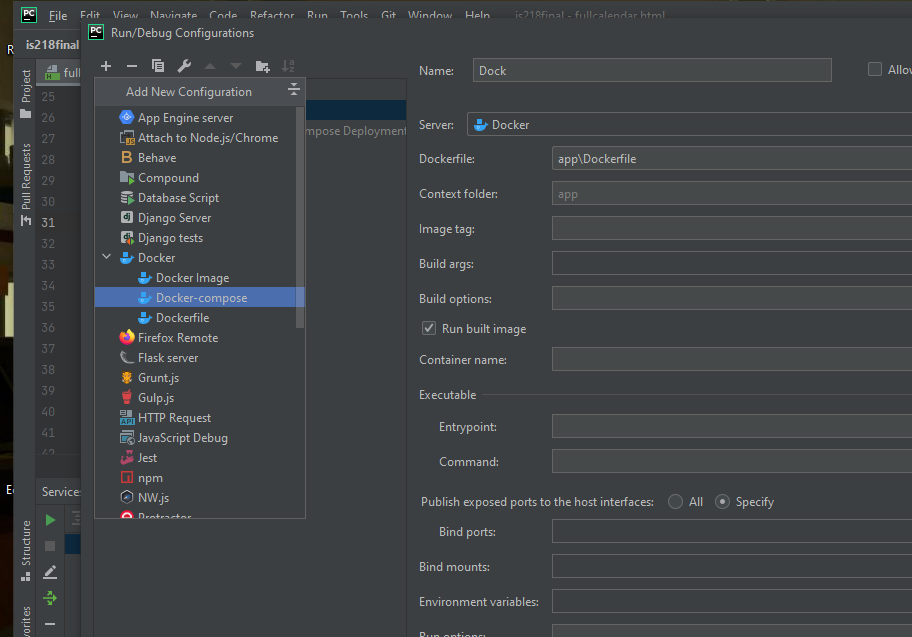 PC File Edit View Navigate Code Refactor Run Tools Git Window Help is218final - fullcalendar.html
PC Run/Debug Configurations
is218final
Project
Pull Requests
Structure
25
26
27
28
29
30
31
32
33
34
35
36
37
38
39
40
41
42
Add New Configuration
App Engine server
Attach to Node.js/Chrome
Behave
Compound
Database Script
Django Server
Django tests
Docker
Docker Image
Docker-compose
Dockerfile
Firefox Remote
Flask server
Grunt.js
Gulp.js
HTTP Request
JavaScript Debug
Jest
npm
NW.js
Protractor
mpose Deployment
Name: Dock
Allow
Server: Docker
Dockerfile: app\Dockerfile
Context folder: app
Image tag:
Build args:
Build options:
Run built image
Container name:
Executable
Entrypoint:
Command:
Publish exposed ports to the host interfaces: All Specify
Bind ports:
Bind mounts:
Environment variables:
Run options:
Service